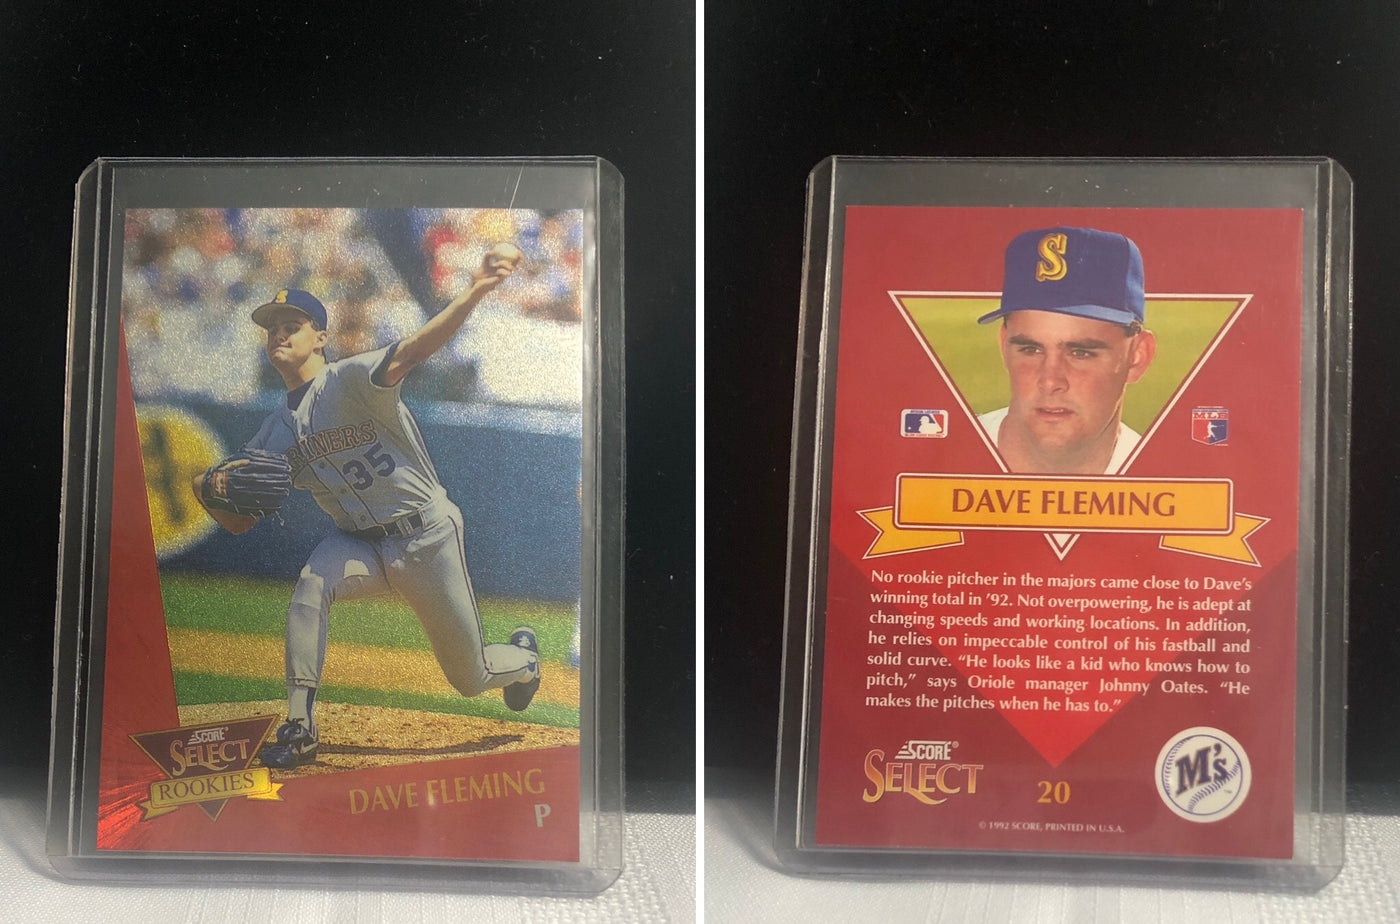 RINERS
35
SCORE®
SELECT
ROOKIES
DAVE FLEMING
P
S
MLB
DAVE FLEMING
No rookie pitcher in the majors came close to Dave's
winning total in '92. Not overpowering, he is adept at
changing speeds and working locations. In addition,
he relies on impeccable control of his fastball and
solid curve. “He looks like a kid who knows how to
pitch,” says Oriole manager Johnny Oates. “He
makes the pitches when he has to.”
SCORE®
SELECT
20
M's
© 1992 SCORE, PRINTED IN U.S.A.